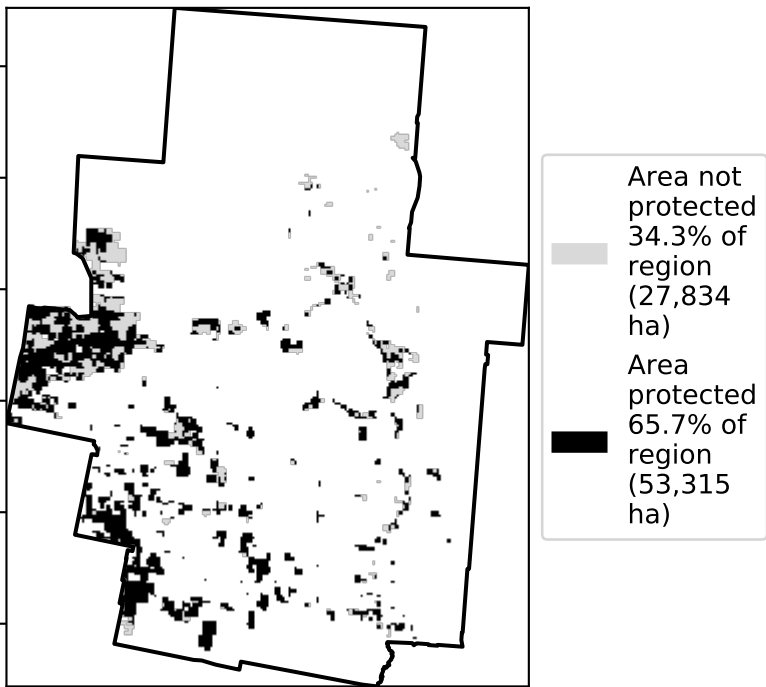 Area not
protected
34.3% of
region
(27,834
ha)
Area
protected
65.7% of
region
(53,315
ha)